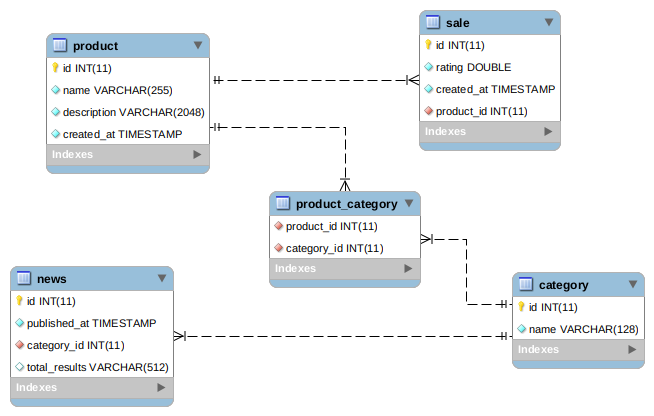 product
id INT(11)
name VARCHAR(255)
description VARCHAR(2048)
created_at TIMESTAMP
Indexes
sale
id INT(11)
rating DOUBLE
created_at TIMESTAMP
product_id INT(11)
Indexes
product_category
product_id INT(11)
category_id INT(11)
Indexes
news
id INT(11)
published_at TIMESTAMP
category_id INT(11)
total_results VARCHAR(512)
Indexes
category
id INT(11)
name VARCHAR(128)
Indexes